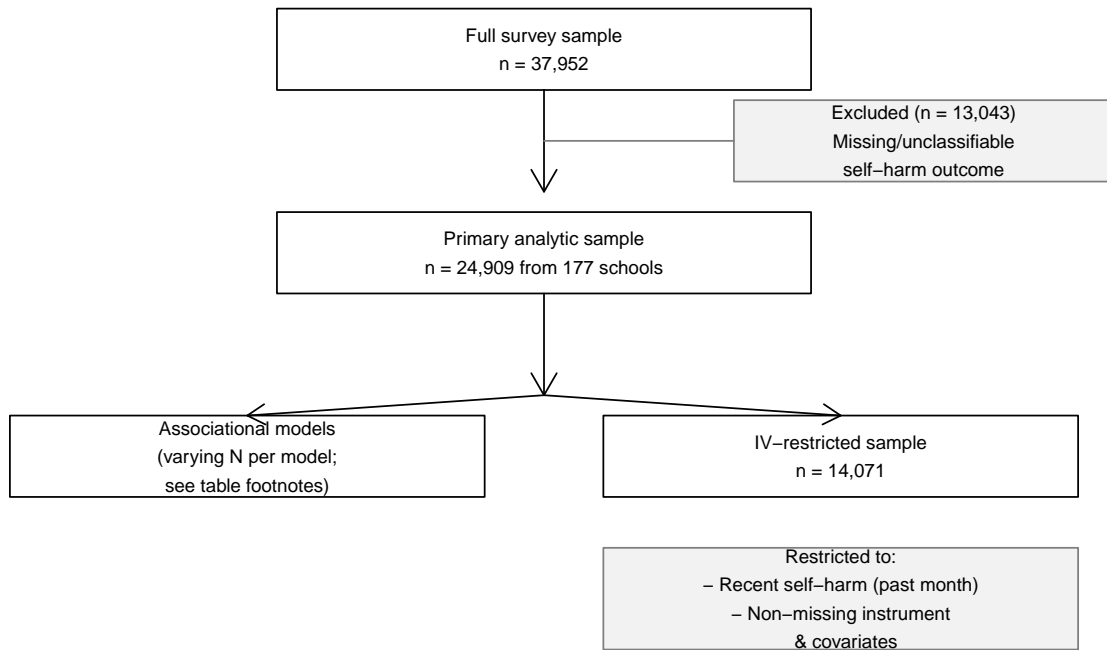 Full survey sample
n = 37,952
Excluded (n = 13,043)
Missing/unclassifiable
self−harm outcome
Primary analytic sample
n = 24,909 from 177 schools
Associational models
(varying N per model;
see table footnotes)
IV−restricted sample
n = 14,071
Restricted to:
− Recent self−harm (past month)
− Non−missing instrument
& covariates